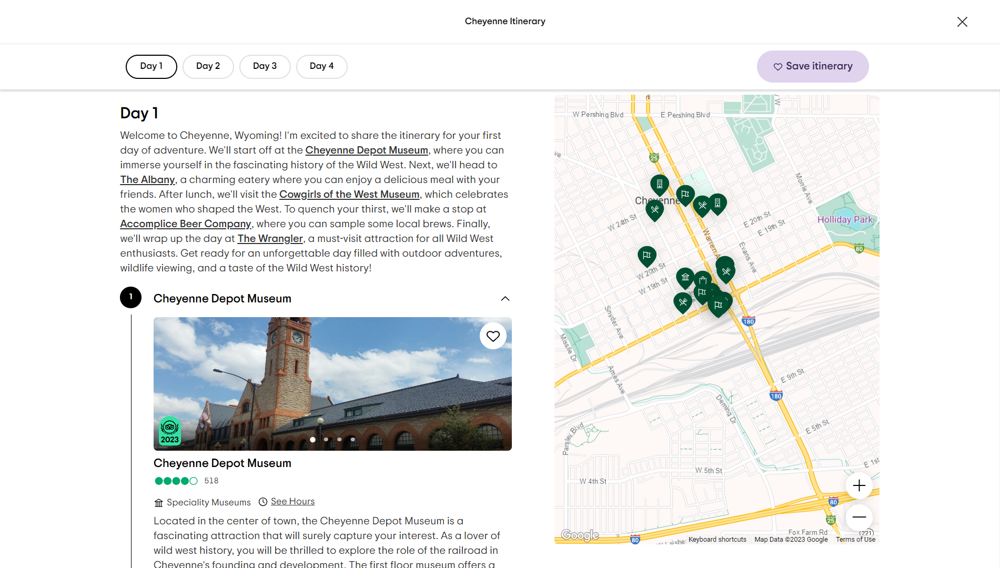 Cheyenne Itinerary
Day 1
Day 2
Day 3
Day 4
Save itinerary
Day 1
Welcome to Cheyenne, Wyoming! I'm excited to share the itinerary for your first
day of adventure. We'll start off at the Cheyenne Depot Museum, where you can
immerse yourself in the fascinating history of the Wild West. Next, we'll head to
The Albany, a charming eatery where you can enjoy a delicious meal with your
friends. After lunch, we'll visit the Cowgirls of the West Museum, which celebrates
the women who shaped the West. To quench your thirst, we'll make a stop at
Accomplice Beer Company, where you can sample some local brews. Finally,
we'll wrap up the day at The Wrangler, a must-visit attraction for all Wild West
enthusiasts. Get ready for an unforgettable day filled with outdoor adventures,
wildlife viewing, and a taste of the Wild West history!
1
Cheyenne Depot Museum
2023
Cheyenne Depot Museum
518
Speciality Museums
See Hours
Located in the center of town, the Cheyenne Depot Museum is a
fascinating attraction that will surely capture your interest. As a lover of
wild west history, you will be thrilled to explore the role of the railroad in
Cheyenne's founding and development. The first floor museum offers a
W Pershing Blvd
E Pershing Blvd
25
Morrie Ave
Cheyenne
W 24th St
E 20th St
E 19th St
Holliday Park
80
Warren A
Evans Ave
W 20th St
W 19th St
Snyder Ave
180
Missile Dr
Ames Ave
E 9th St
180
Deming Dr
E 5th St
Parsley Blvd
W 5th St
E 1st
W 4th St
80
25
Fox Farm Rd
(221)
80
W Leisher
Google
Keyboard shortcuts
Map Data ©2023 Google
Terms of Use